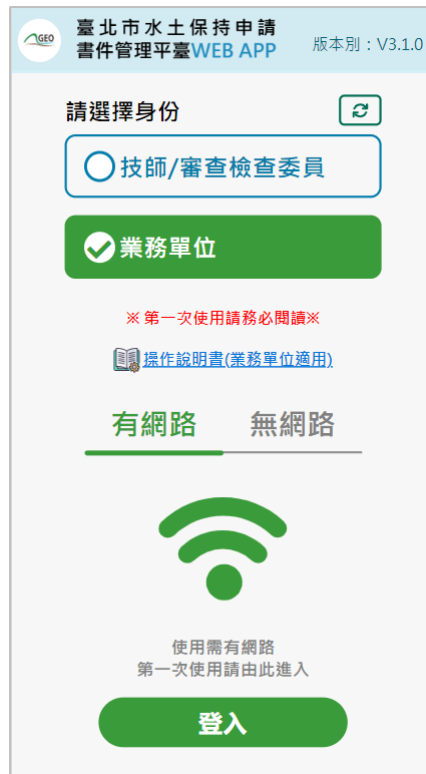 GEO
臺北市水土保持申請
書件管理平臺WEB APP
版本別：V3.1.0
請選擇身份
技師/審查檢查委員
業務單位
※第一次使用請務必閱讀※
操作說明書(業務單位適用)
有網路
無網路
使用需有網路
第一次使用請由此進入
登入